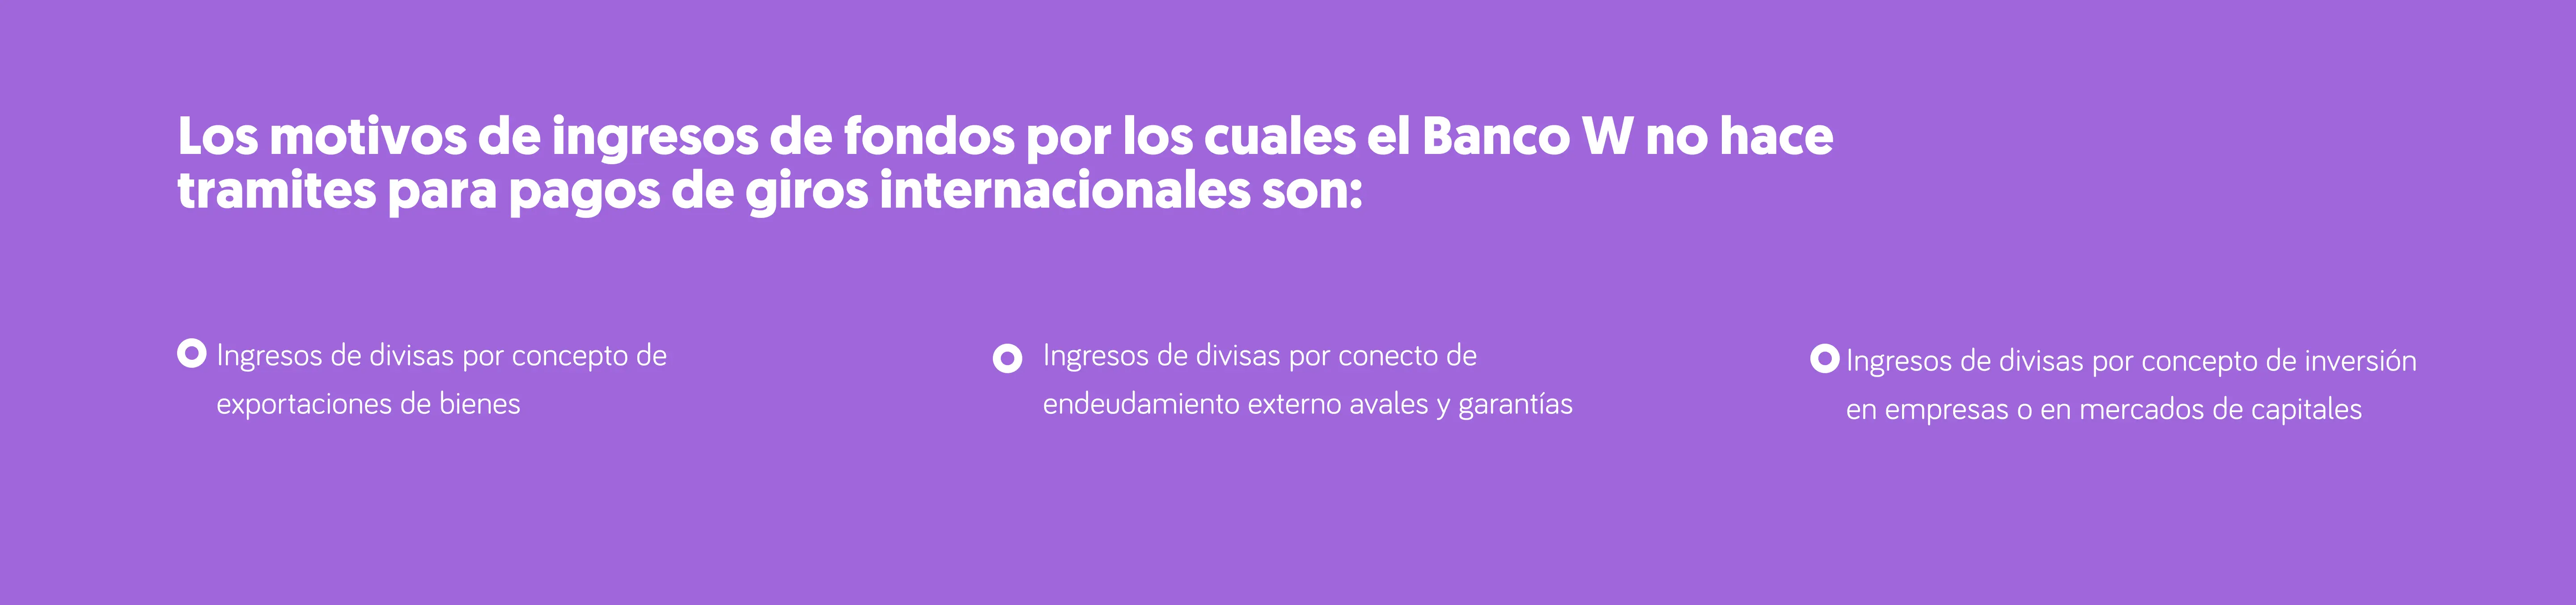 Los motivos de ingresos de fondos por los cuales el Banco W no hace
tramites para pagos de giros internacionales son:
Ingresos de divisas por concepto de
exportaciones de bienes
Ingresos de divisas por conecto de
endeudamiento externo avales y garantías
Ingresos de divisas por concepto de inversión
en empresas o en mercados de capitales